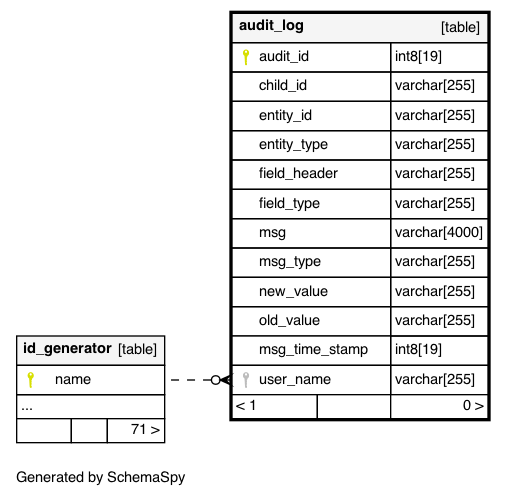 audit_log [table]
audit_id int8[19]
child_id varchar[255]
entity_id varchar[255]
entity_type varchar[255]
field_header varchar[255]
field_type varchar[255]
msg varchar[4000]
msg_type varchar[255]
new_value varchar[255]
old_value varchar[255]
msg_time_stamp int8[19]
user_name varchar[255]
< 1 0 >
id_generator [table]
name
...
71 >
Generated by SchemaSpy